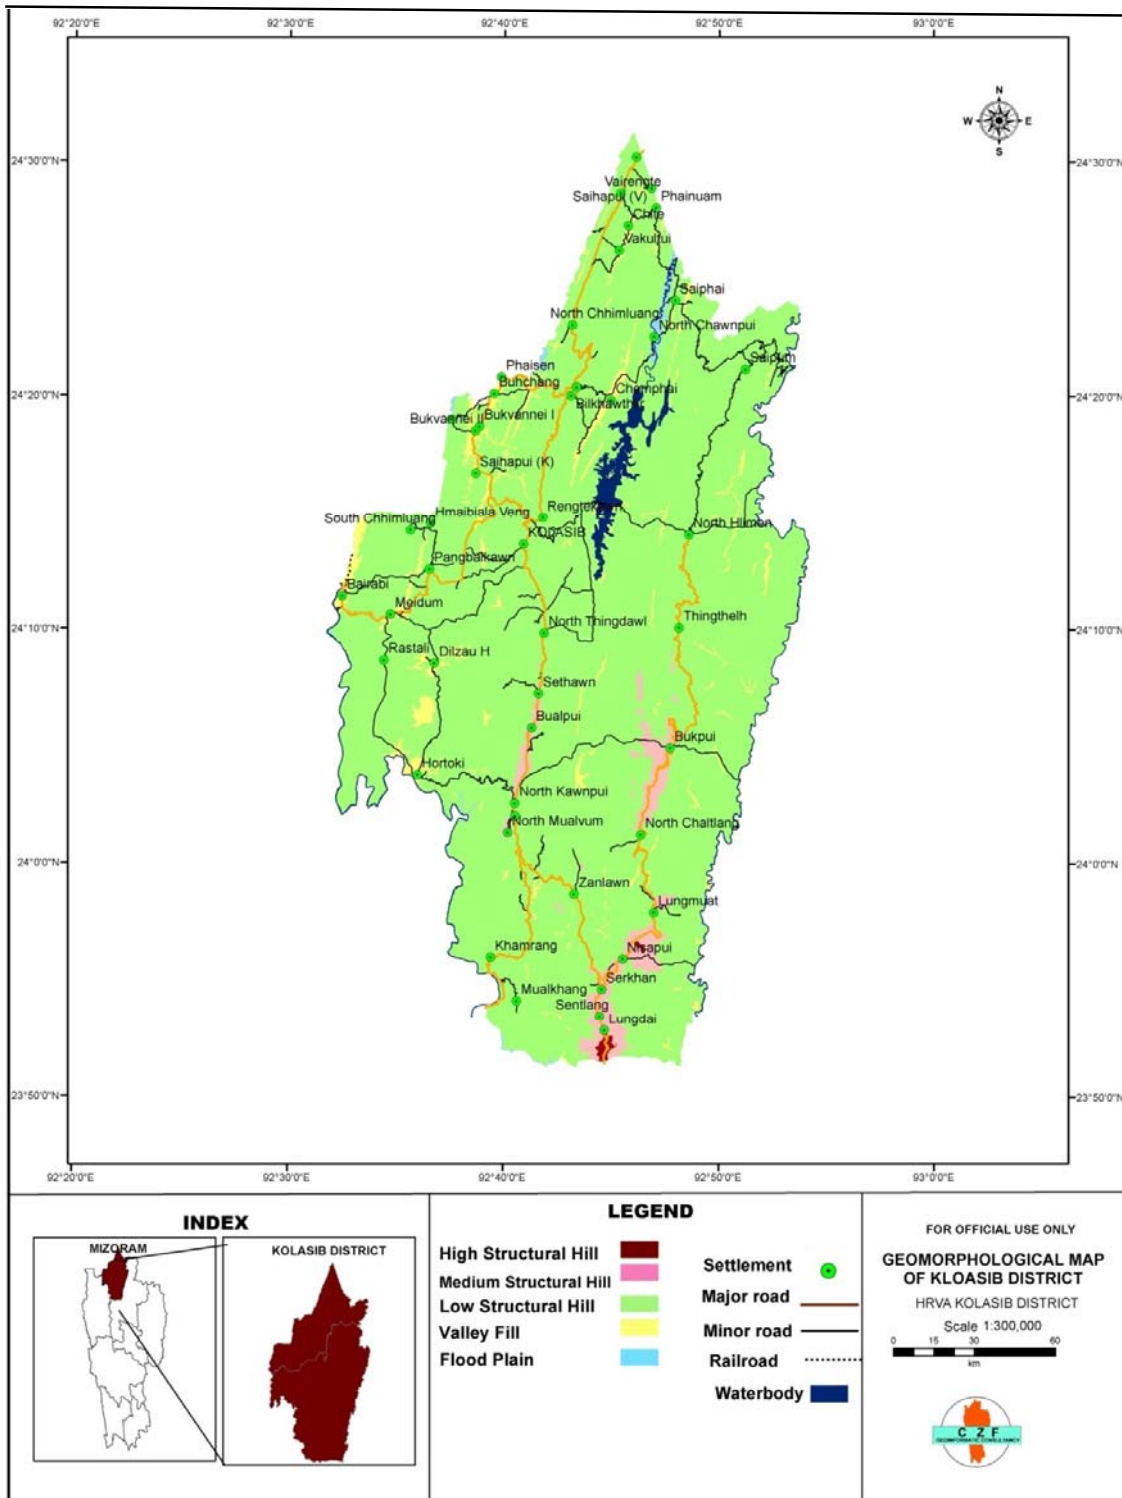 92°20'0"E 92°30'0"E 92°40'0"E 92°50'0"E 93°0'0"E
N
W E
S
24°30'0"N 24°30'0"N
Vairengte
Saihapui (V) Phainuam
Chite
Vakultui
Saiphai
North Chhimluang
North Chawnpui
Saipum
Phaisen
24°20'0"N 24°20'0"N
Buhchang
Chemphai
Bilkhawthlir
Bukvannei II Bukvannei I
Saihapui (K)
Hmaibiala Veng Rengtekawn
South Chhimluang
North Hlimen
KOLASIB
Pangbalkawn
Bairabi
Meidum
24°10'0"N 24°10'0"N
North Thingdawl Thingthelh
Rastali Dilzau H
Sethawn
Bualpui
Bukpui
Hortoki
North Kawnpui
North Mualvum North Chaltlang
24°0'0"N 24°0'0"N
Zanlawn
Lungmuat
Khamrang Nisapui
Serkhan
Mualkhang
Sentlang
Lungdai
23°50'0"N 23°50'0"N
92°20'0"E 92°30'0"E 92°40'0"E 92°50'0"E 93°0'0"E
INDEX
MIZORAM
KOLASIB DISTRICT
LEGEND
High Structural Hill
Medium Structural Hill
Low Structural Hill
Valley Fill
Flood Plain
Settlement
Major road
Minor road
Railroad
Waterbody
FOR OFFICIAL USE ONLY
GEOMORPHOLOGICAL MAP
OF KLOASIB DISTRICT
HRVA KOLASIB DISTRICT
Scale 1:300,000
0 15 30 60
km
C Z F
GEOINFORMATIC CONSULTANCY